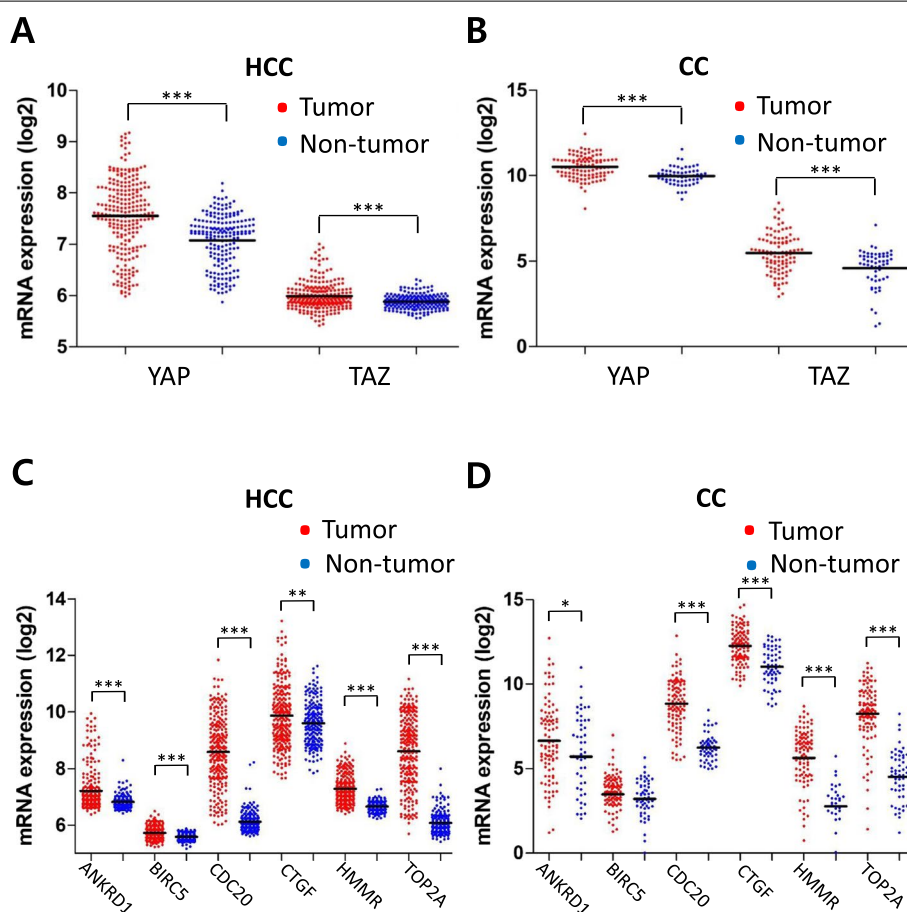 A
HCC
Tumor
Non-tumor
mRNA expression (log2)
10
9
8
7
6
5
***
***
YAP
TAZ
B
CC
Tumor
Non-tumor
mRNA expression (log2)
15
10
5
0
***
***
YAP
TAZ
C
HCC
Tumor
Non-tumor
mRNA expression (log2)
14
12
10
8
6
***
***
***
**
***
***
ANKRD1
BIRC5
CDC20
CTGF
HMMR
TOP2A
D
CC
Tumor
Non-tumor
mRNA expression (log2)
15
10
5
0
*
***
***
***
***
ANKRD1
BIRC5
CDC20
CTGF
HMMR
TOP2A